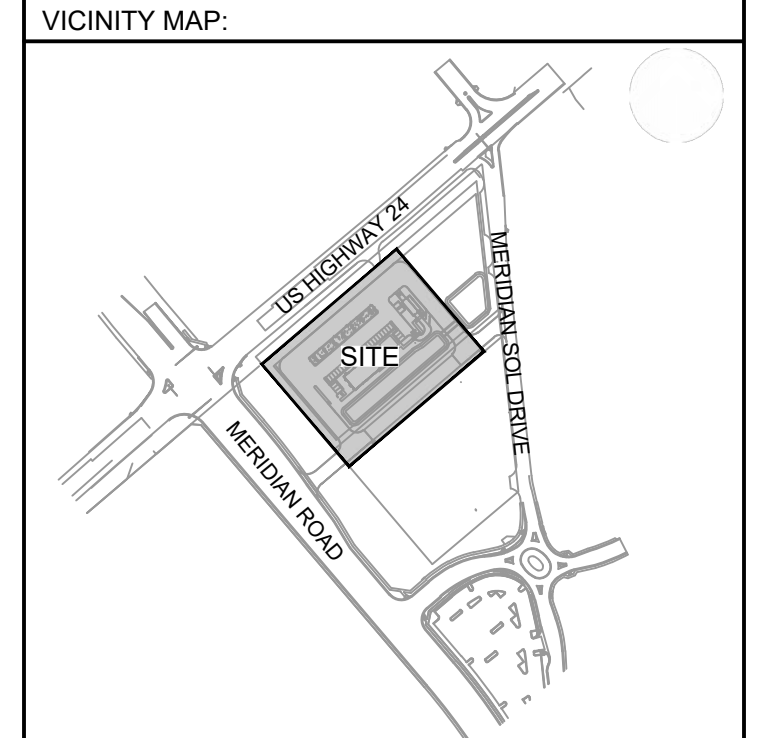 VICINITY MAP:
US HIGHWAY 24
MERIDIAN SOL DRIVE
SITE
MERIDIAN ROAD